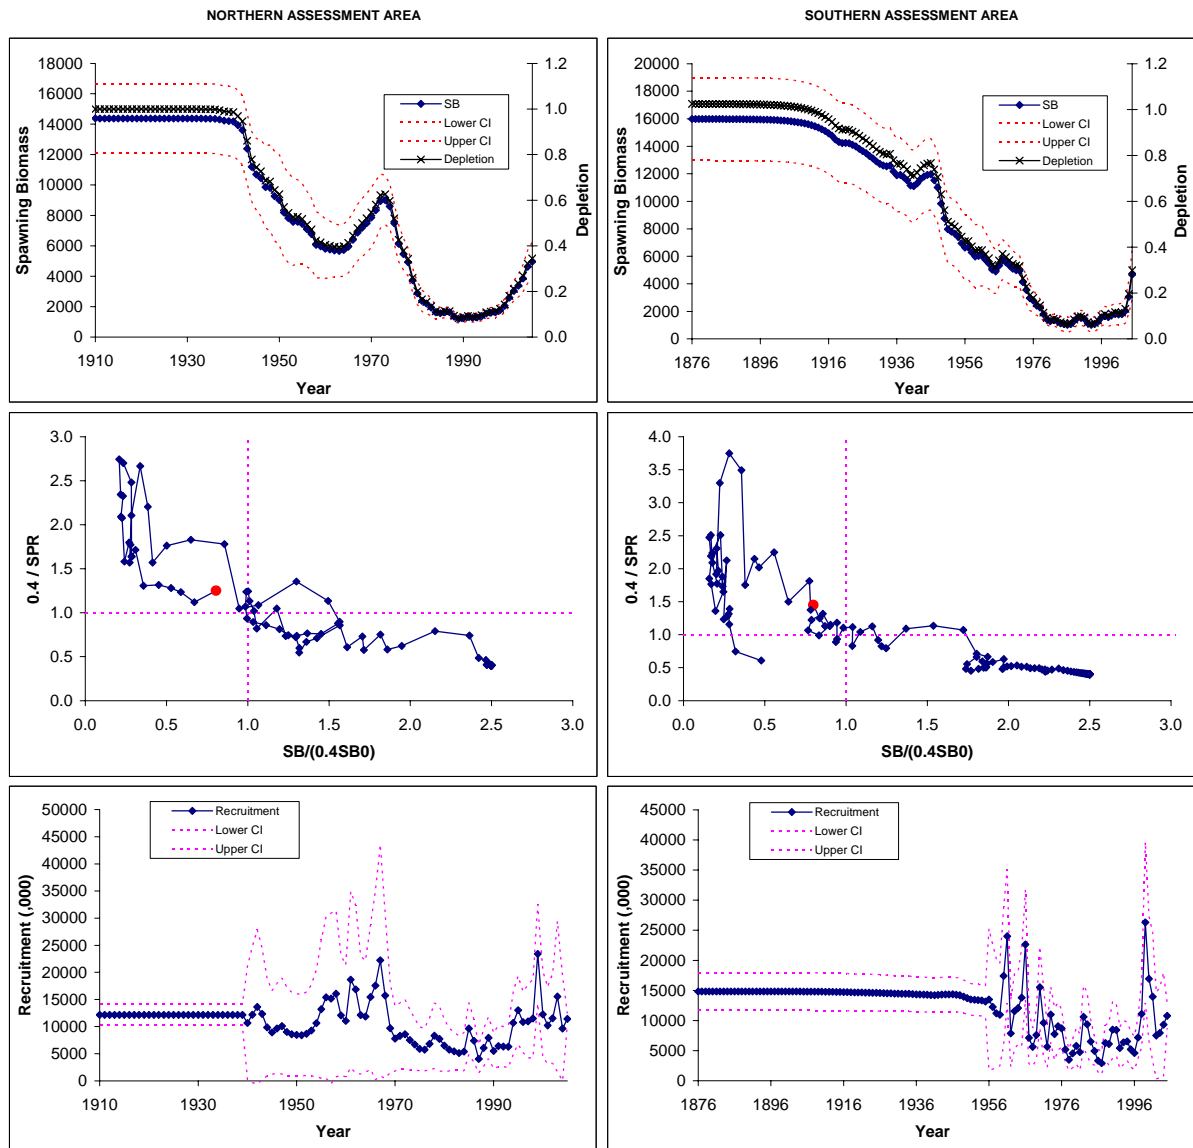 NORTHERN ASSESSMENT AREA
SOUTHERN ASSESSMENT AREA
18000
16000
14000
12000
10000
8000
6000
4000
2000
0
Spawning Biomass
1.2
1.0
0.8
0.6
0.4
0.2
0.0
Depletion
SB
Lower CI
Upper CI
Depletion
1910 1930 1950 1970 1990
Year
20000
18000
16000
14000
12000
10000
8000
6000
4000
2000
0
Spawning Biomass
1.2
1.0
0.8
0.6
0.4
0.2
0.0
Depletion
SB
Lower CI
Upper CI
Depletion
1876 1896 1916 1936 1956 1976 1996
Year
3.0
2.5
2.0
1.5
1.0
0.5
0.0
0.4 / SPR
0.0 0.5 1.0 1.5 2.0 2.5 3.0
SB/(0.4SB0)
4.0
3.5
3.0
2.5
2.0
1.5
1.0
0.5
0.0
0.4 / SPR
0.0 0.5 1.0 1.5 2.0 2.5 3.0
SB/(0.4SB0)
50000
45000
40000
35000
30000
25000
20000
15000
10000
5000
0
Recruitment (,000)
Recruitment
Lower CI
Upper CI
1910 1930 1950 1970 1990
Year
45000
40000
35000
30000
25000
20000
15000
10000
5000
0
Recruitment (,000)
Recruitment
Lower CI
Upper CI
1876 1896 1916 1936 1956 1976 1996
Year